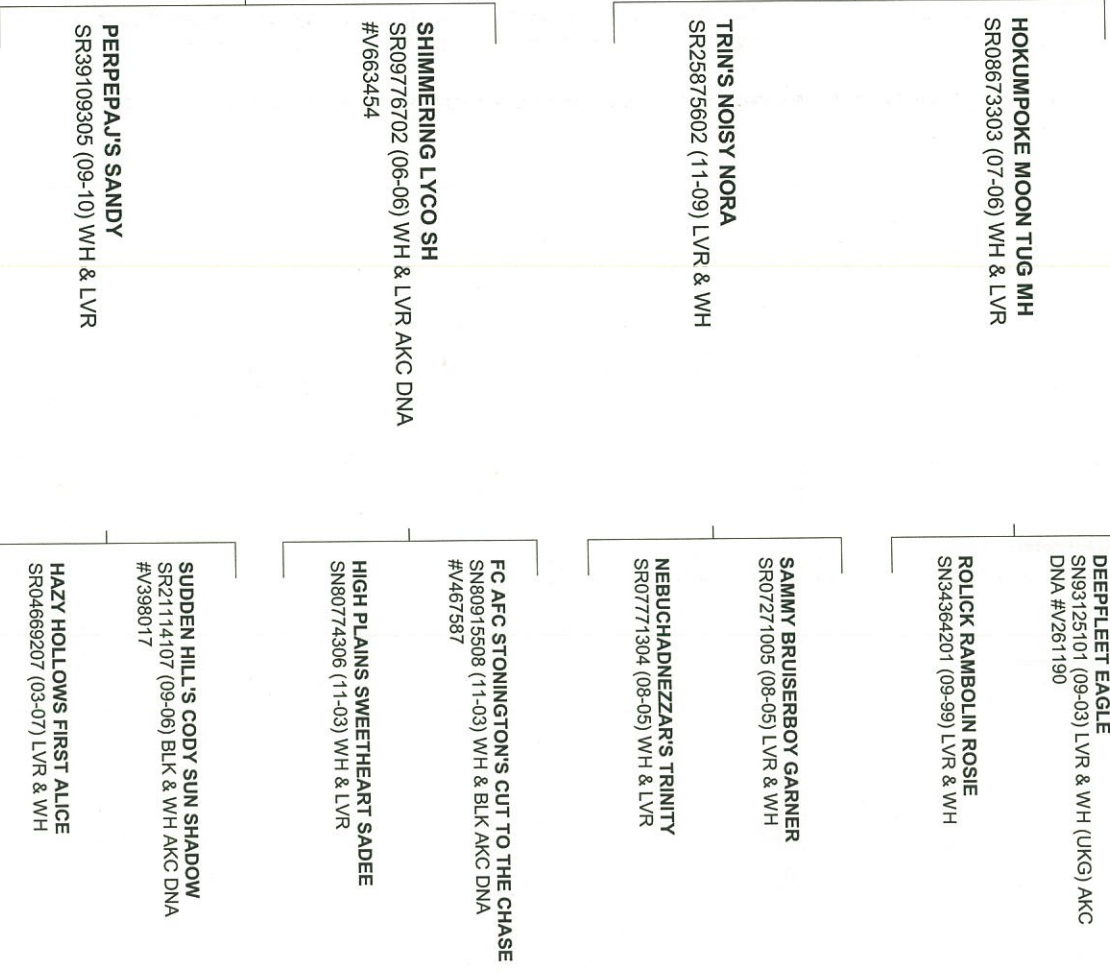 HOKUMPOKE MOON TUG MH
SR08673303 (07-06) WH & LVR
TRIN'S NOISY NORA
SR25875602 (11-09) LVR & WH
SHIMMERING LYCO SH
SR09776702 (06-06) WH & LVR AKC DNA
#V663454
PERPEPAJ'S SANDY
SR39109305 (09-10) WH & LVR
DEEPFLEET EAGLE
SN93125101 (09-03) LVR & WH (UKG) AKC
DNA #V261190
ROLICK RAMBOLIN ROSIE
SN34364201 (09-99) LVR & WH
SAMMY BRUISERBOY GARNER
SR07271005 (08-05) LVR & WH
NEBUCHADNEZZAR'S TRINITY
SR07771304 (08-05) WH & LVR
FC AFC STONINGTON'S CUT TO THE CHASE
SN80915508 (11-03) WH & BLK AKC DNA
#V467587
HIGH PLAINS SWEETHEART SADEE
SN80774306 (11-03) WH & LVR
SUDDEN HILL'S CODY SUN SHADOW
SR21114107 (09-06) BLK & WH AKC DNA
#V398017
HAZY HOLLOWS FIRST ALICE
SR04669207 (03-07) LVR & WH